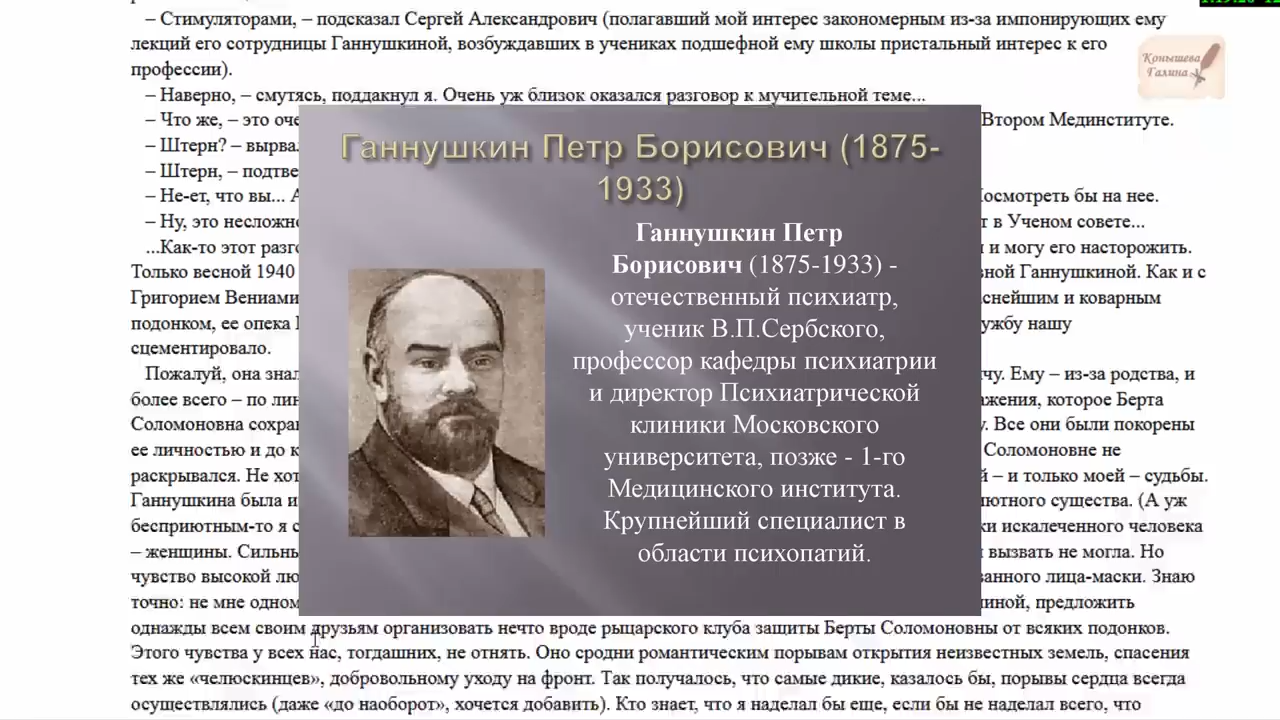 – Стимуляторами, – подсказал Сергей Александрович (полагавший мой интерес закономерным из-за импонирующих ему
лекций его сотрудницы Ганнушкиной, возбуждавших в учениках подшефной ему школы пристальный интерес к его
профессии).
– Наверно, – смутясь, поддакнул я. Очень уж близок оказался разговор к мучительной теме...
– Что же, – это оче
Втором Мединституте.
– Штерн? – вырвал
– Штерн, – подтве
– Не-ет, что вы... А
Посмотреть бы на нее.
– Ну, это несложно
т в Ученом совете...
...Как-то этот разго
и и могу его насторожить.
Только весной 1940
вной Ганнушкиной. Как и с
Григорием Вениами
снейшим и коварным
подонком, ее опека
ужбу нашу
сцементировало.
Пожалуй, она знал
чу. Ему – из-за родства, и
более всего – по лин
ажения, которое Берта
Соломоновна сохра
у. Все они были покорены
ее личностью и до к
Соломоновне не
раскрывался. Не хот
й – и только моей – судьбы.
Ганнушкина была и
ютного существа. (А уж
бесприютным-то я с
ки искалеченного человека
– женщины. Сильн
вызвать не могла. Но
чувство высокой лю
ванного лица-маски. Знаю
точно: не мне одном
иной, предложить
однажды всем своим друзьям организовать нечто вроде рыцарского клуба защиты Берты Соломоновны от всяких подонков.
Этого чувства у всех нас, тогдашних, не отнять. Оно сродни романтическим порывам открытия неизвестных земель, спасения
тех же «челюскинцев», добровольному уходу на фронт. Так получалось, что самые дикие, казалось бы, порывы сердца всегда
осуществлялись (даже «до наоборот», хочется добавить). Кто знает, что я наделал бы еще, если бы не наделал всего, что
Ганнушкин Петр Борисович (1875-
1933)
Ганнушкин Петр
Борисович (1875-1933) -
отечественный психиатр,
ученик В.П.Сербского,
профессор кафедры психиатрии
и директор Психиатрической
клиники Московского
университета, позже - 1-го
Медицинского института.
Крупнейший специалист в
области психопатий.
Конышева
Галина